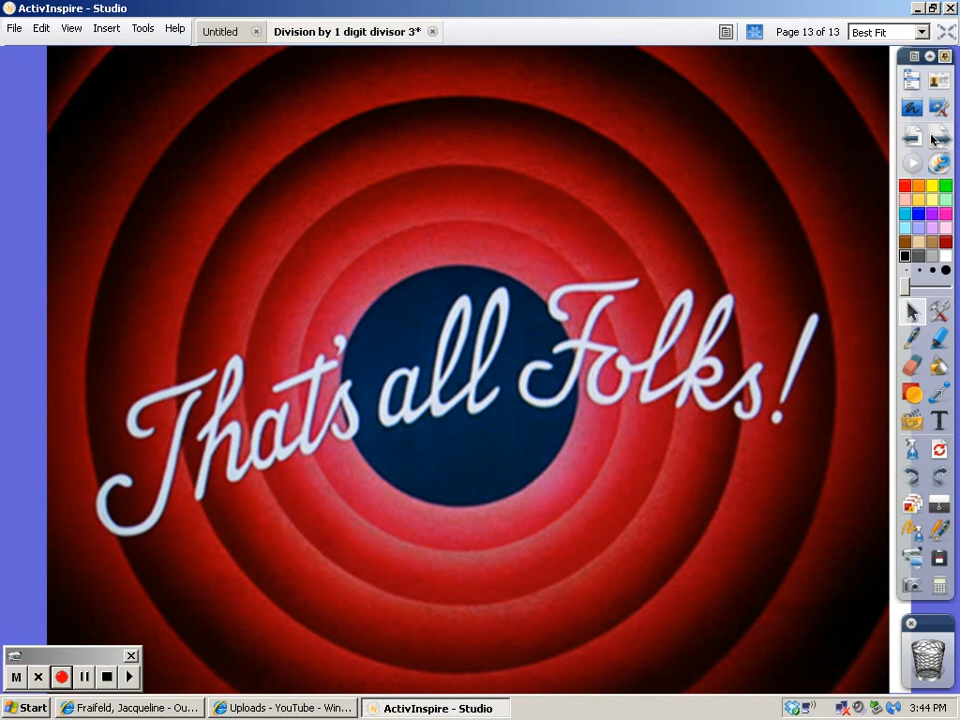 ActivInspire - Studio
File Edit View Insert Tools Help
Untitled
Division by 1 digit divisor 3*
Page 13 of 13
Best Fit
That's all Folks!
M
T
Start
Fraifeld, Jacqueline - Ou...
Uploads - YouTube - Win...
ActivInspire - Studio
3:44 PM